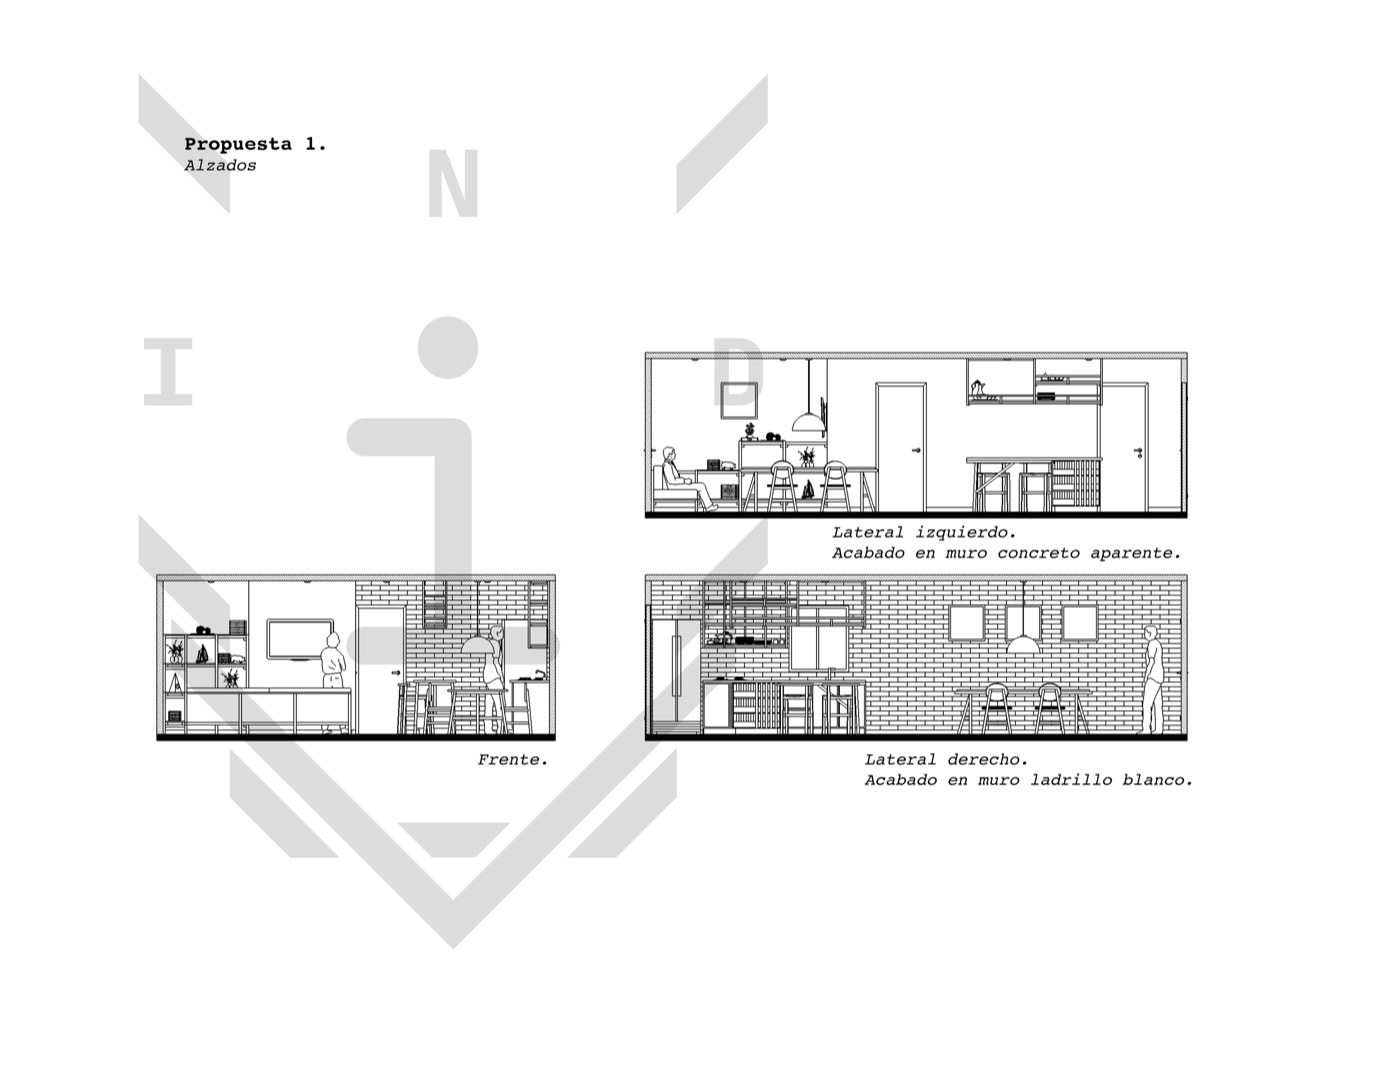 Propuesta 1.
Alzados
N
I
D
i
Lateral izquierdo.
Acabado en muro concreto aparente.
Frente.
Lateral derecho.
Acabado en muro ladrillo blanco.